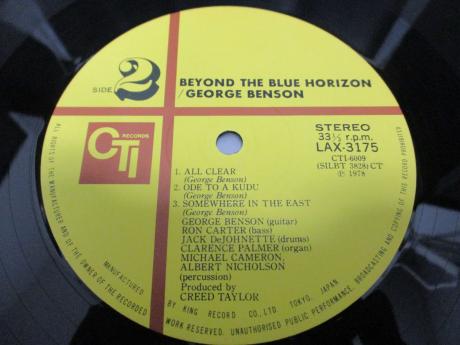 SIDE 2
BEYOND THE BLUE HORIZON
/GEORGE BENSON
CTI
RECORDS
STEREO
33⅓ r.p.m.
LAX-3175
CTI-6009
(SILBT 3828) CT
Ⓟ 1978
1. ALL CLEAR
(George Benson)
2. ODE TO A KUDU
(George Benson)
3. SOMEWHERE IN THE EAST
(George Benson)
GEORGE BENSON (guitar)
RON CARTER (bass)
JACK DeJOHNETTE (drums)
CLARENCE PALMER (organ)
MICHAEL CAMERON,
ALBERT NICHOLSON
(percussion)
Produced by
CREED TAYLOR
MANUFACTURED BY KING RECORD CO., LTD. TOKYO, JAPAN
ALL RIGHTS OF THE MANUFACTURER AND OF THE OWNER OF THE RECORDED WORK RESERVED. UNAUTHORISED PUBLIC PERFORMANCE, BROADCASTING AND COPYING OF THIS RECORD PROHIBITED